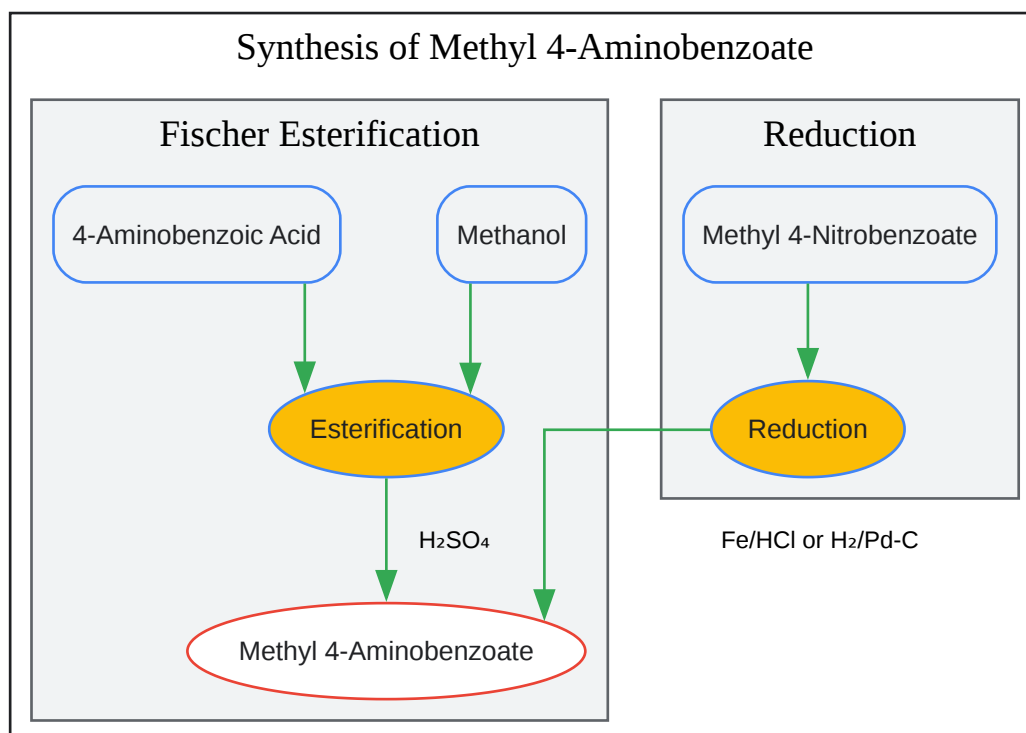 Synthesis of Methyl 4-Aminobenzoate
Fischer Esterification
Reduction
4-Aminobenzoic Acid
Methanol
Methyl 4-Nitrobenzoate
Esterification
Reduction
H₂SO₄
Fe/HCl or H₂/Pd-C
Methyl 4-Aminobenzoate